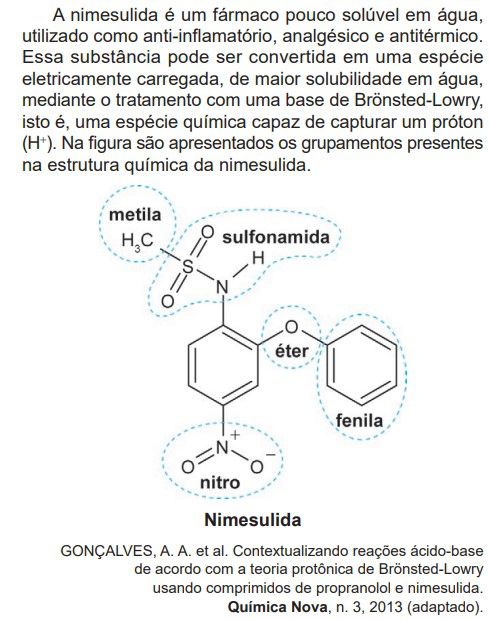 A nimesulida é um fármaco pouco solúvel em água,
utilizado como anti-inflamatório, analgésico e antitérmico.
Essa substância pode ser convertida em uma espécie
eletricamente carregada, de maior solubilidade em água,
mediante o tratamento com uma base de Brönsted-Lowry,
isto é, uma espécie química capaz de capturar um próton
(H⁺). Na figura são apresentados os grupamentos presentes
na estrutura química da nimesulida.
metila
H₃C
O
sulfonamida
H
S
N
O
O
éter
fenila
N⁺
O
O⁻
nitro
Nimesulida
GONÇALVES, A. A. et al. Contextualizando reações ácido-base
de acordo com a teoria protônica de Brönsted-Lowry
usando comprimidos de propranolol e nimesulida.
Química Nova, n. 3, 2013 (adaptado).